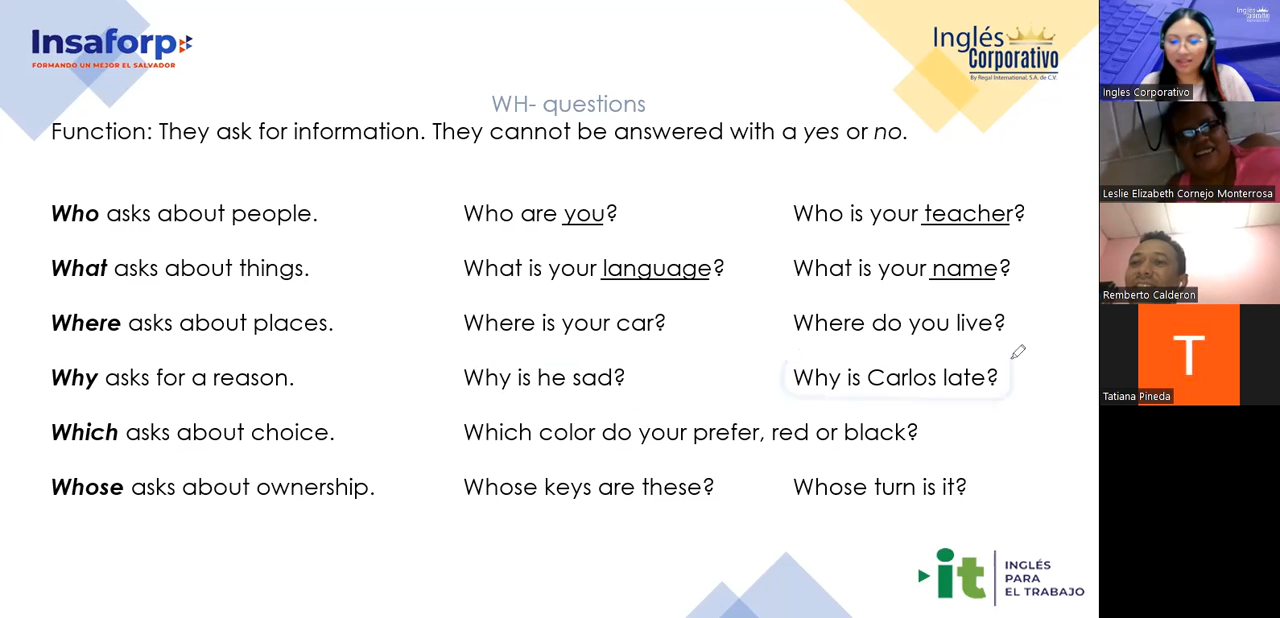 Insaforp
FORMANDO UN MEJOR EL SALVADOR
Inglés
Corporativo
By Regal International, S.A. de C.V.
WH- questions
Function: They ask for information. They cannot be answered with a yes or no.
Who asks about people. Who are you? Who is your teacher?
What asks about things. What is your language? What is your name?
Where asks about places. Where is your car? Where do you live?
Why asks for a reason. Why is he sad? Why is Carlos late?
Which asks about choice. Which color do your prefer, red or black?
Whose asks about ownership. Whose keys are these? Whose turn is it?
it
INGLÉS
PARA
EL TRABAJO
Ingles Corporativo
Leslie Elizabeth Cornejo Monterrosa
Remberto Calderon
T
Tatiana Pineda